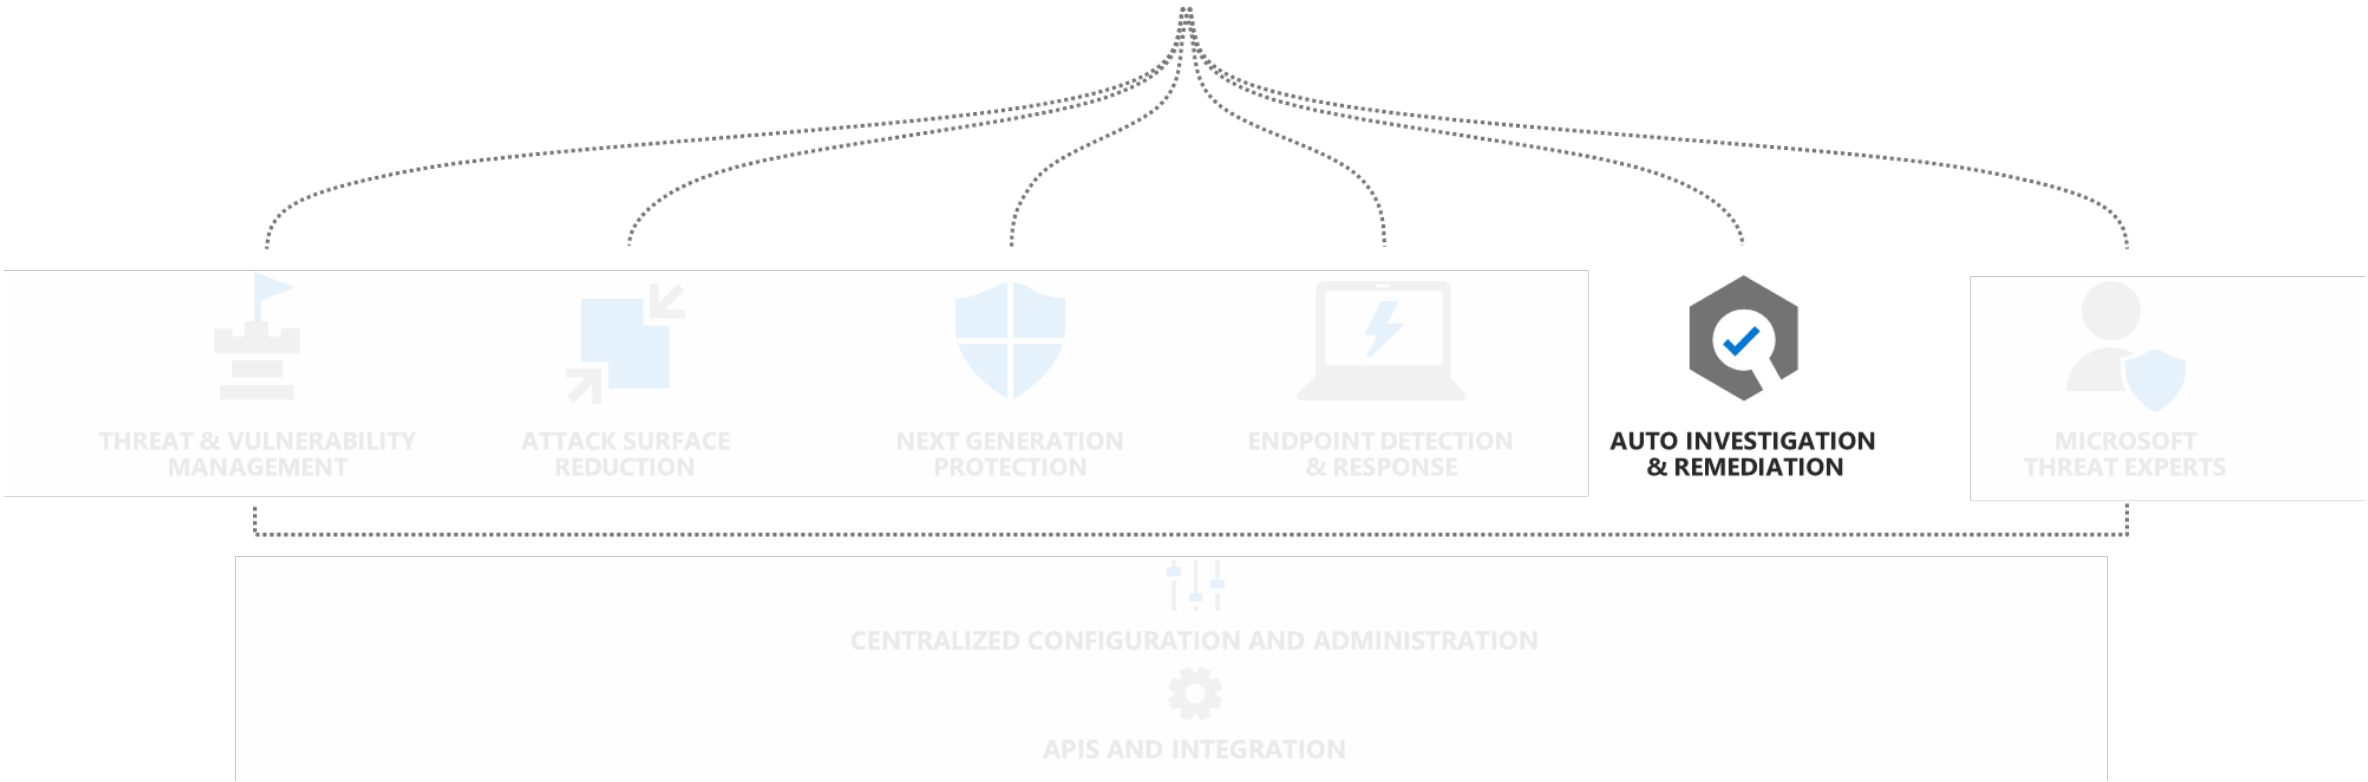 THREAT & VULNERABILITY
MANAGEMENT
ATTACK SURFACE
REDUCTION
NEXT GENERATION
PROTECTION
ENDPOINT DETECTION
& RESPONSE
AUTO INVESTIGATION
& REMEDIATION
MICROSOFT
THREAT EXPERTS
CENTRALIZED CONFIGURATION AND ADMINISTRATION
APIS AND INTEGRATION